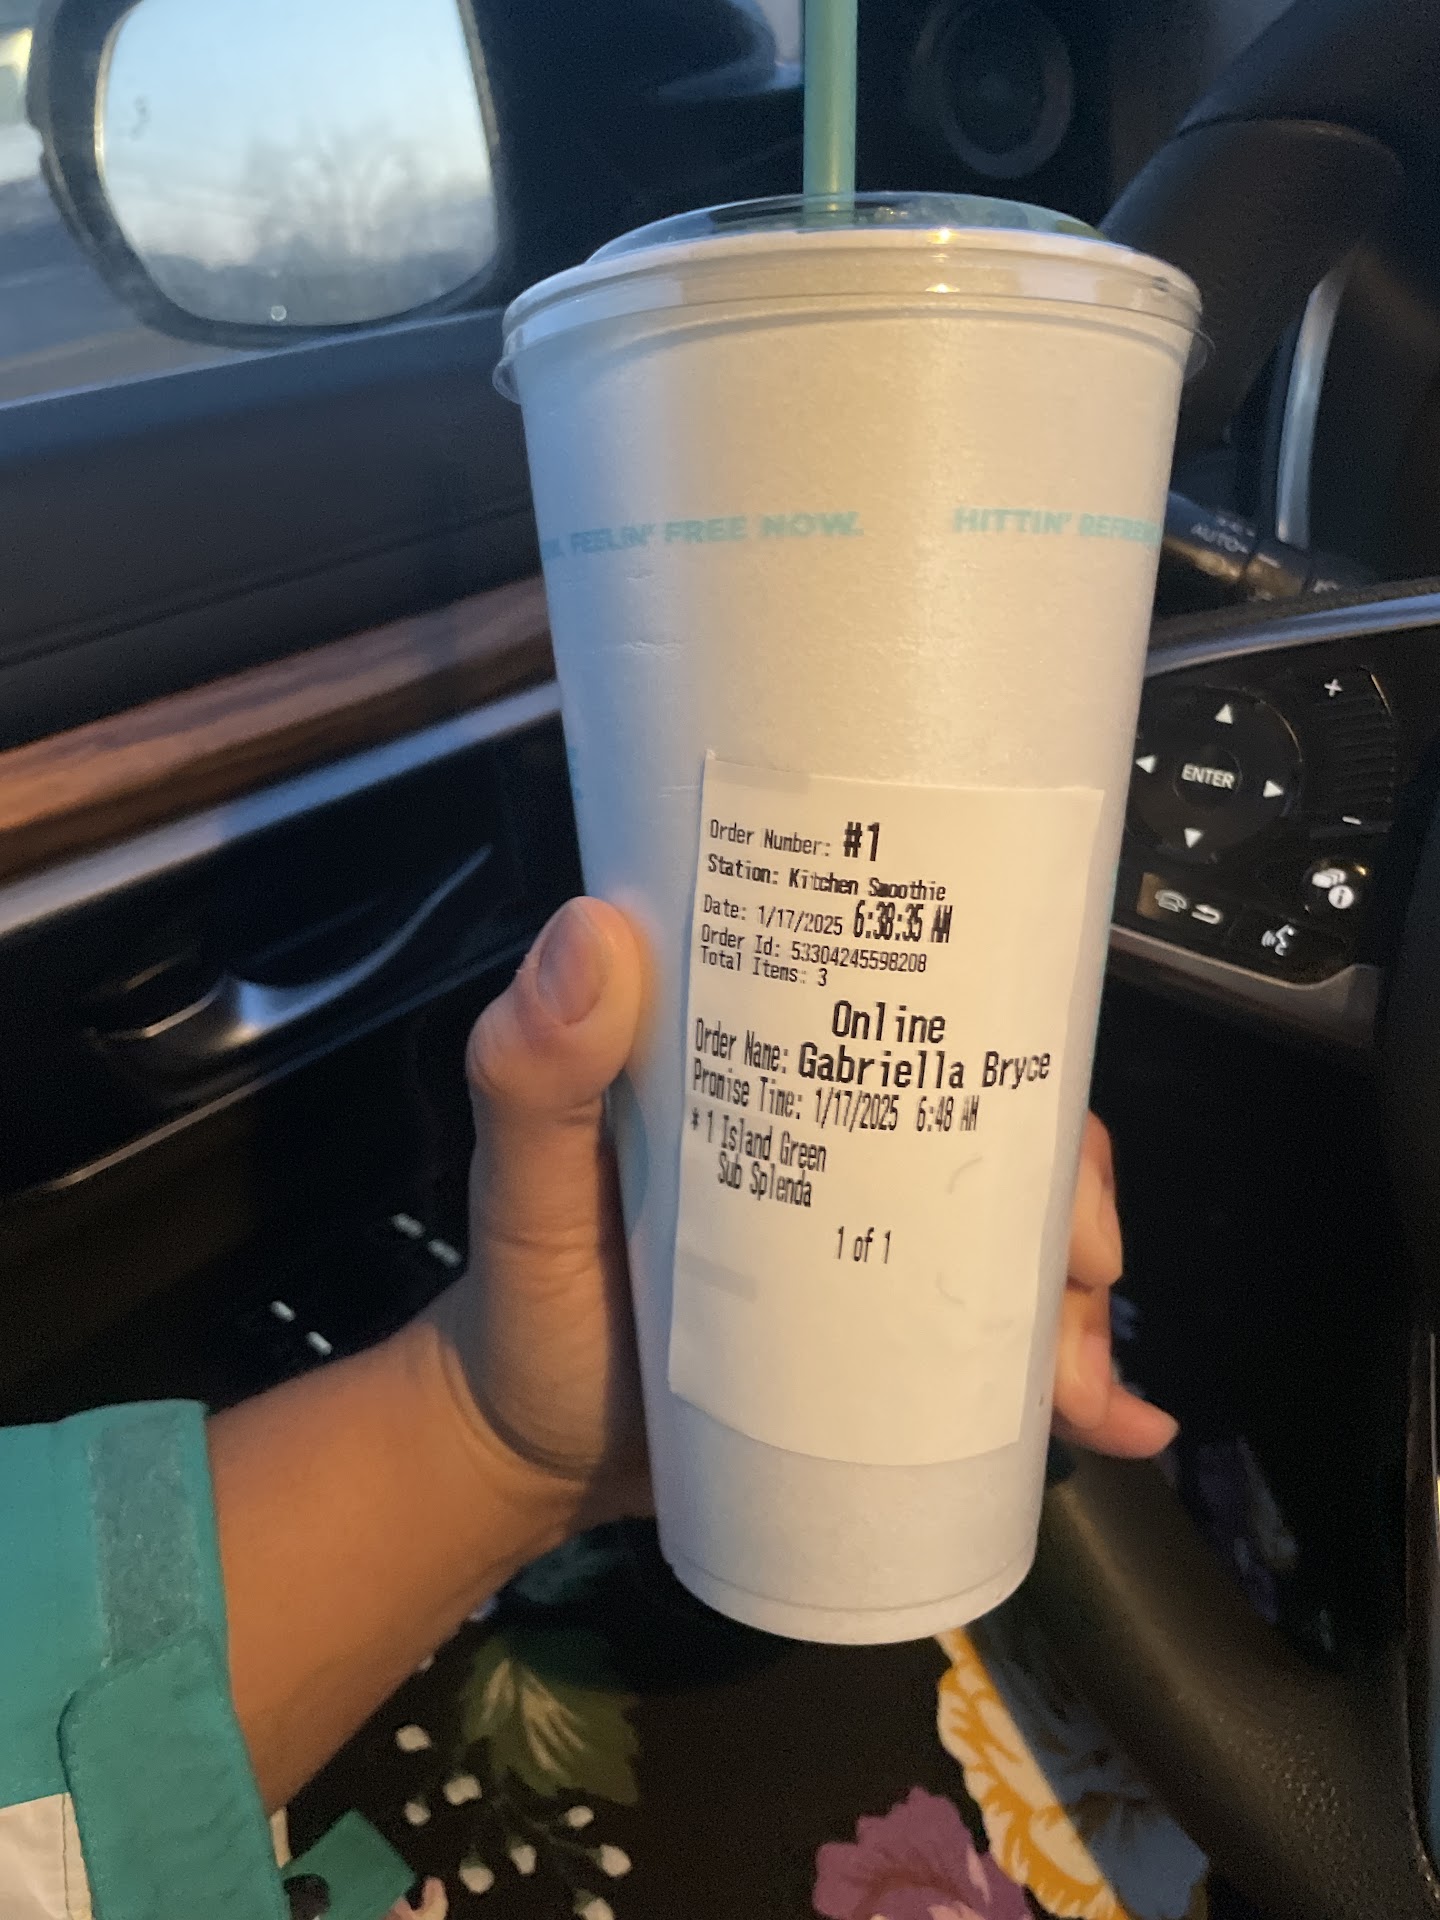 FEELIN' FREE NOW. HITTIN' REFRE
AUTO
+
ENTER
-
Order Number: #1
Station: Kitchen Smoothie
Date: 1/17/2025 6:38:35 AM
Order Id: 53304245598208
Total Items: 3
Online
Order Name: Gabriella Bryce
Promise Time: 1/17/2025 6:48 AM
* 1 Island Green
Sub Splenda
1 of 1